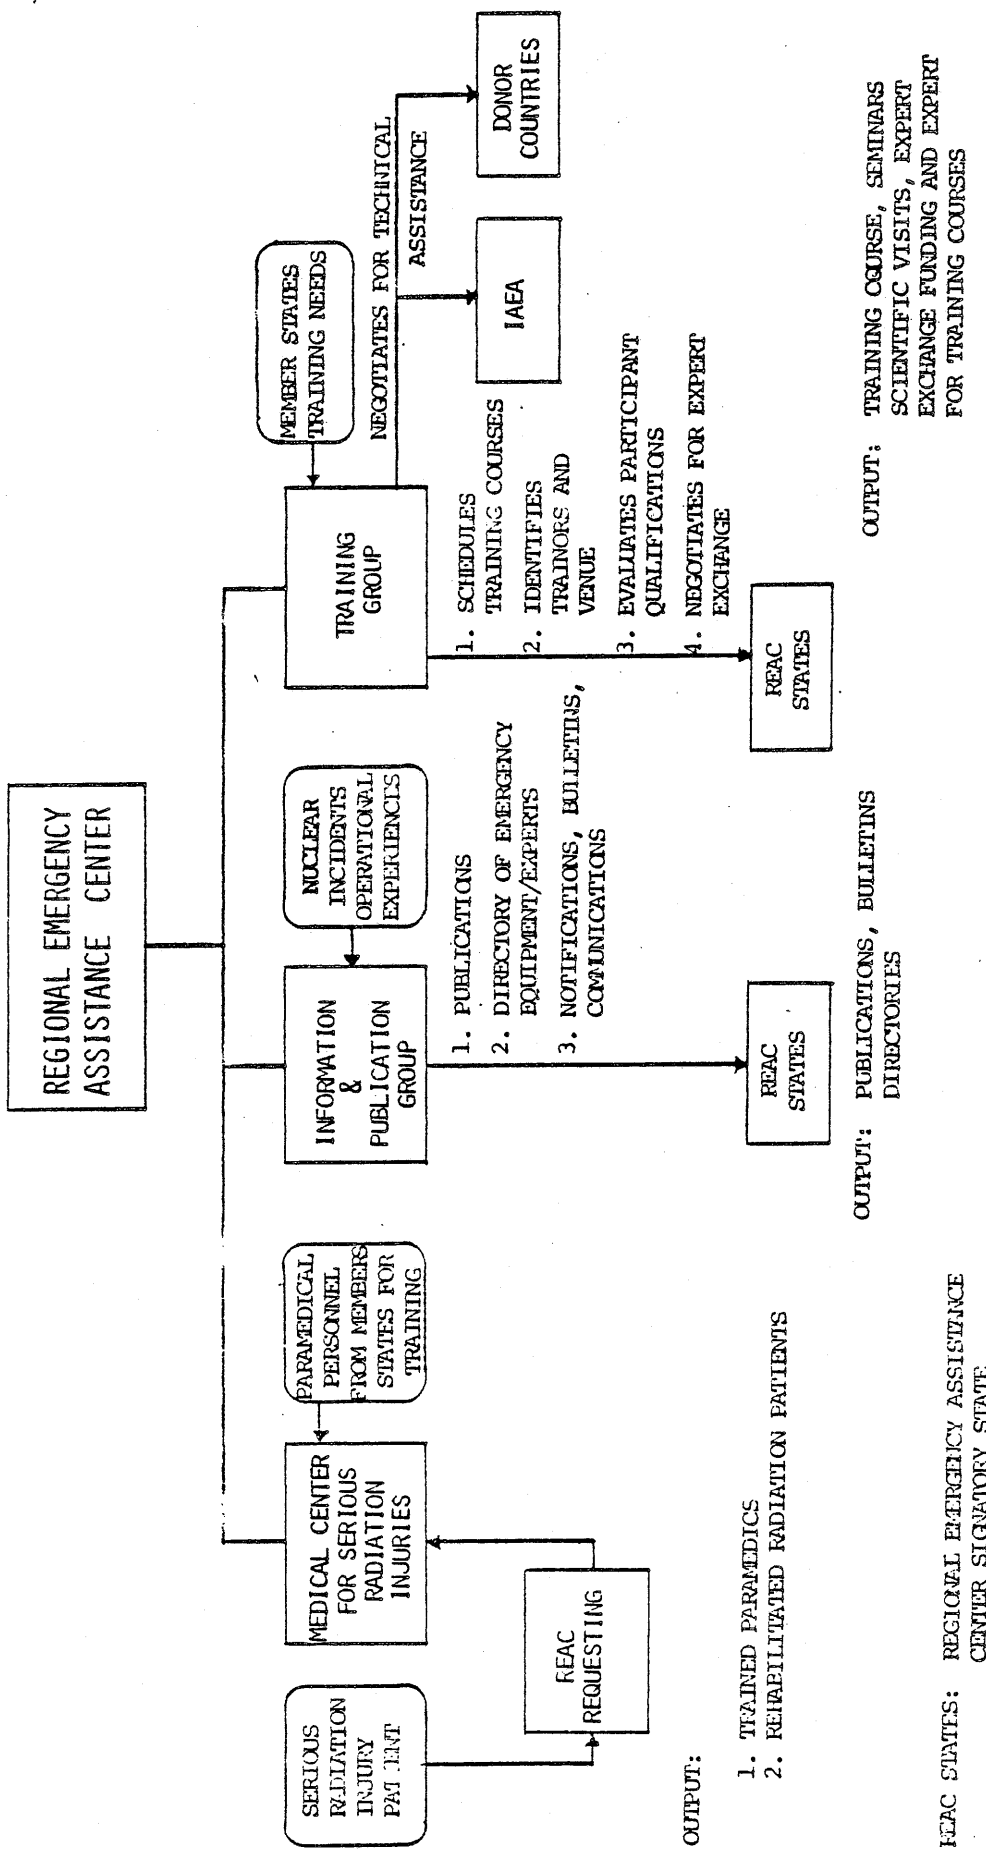 REGIONAL EMERGENCY
ASSISTANCE CENTER
SERIOUS
RADIATION
INJURY
PATIENT
MEDICAL CENTER
FOR SERIOUS
RADIATION
INJURIES
PARAMEDICAL
PERSONNEL
FROM MEMBERS
STATES FOR
TRAINING
REAC
REQUESTING
OUTPUT:
1. TRAINED PARAMEDICS
2. REHABILITATED RADIATION PATIENTS
INFORMATION
&
PUBLICATION
GROUP
NUCLEAR
INCIDENTS
OPERATIONAL
EXPERIENCES
1. PUBLICATIONS
2. DIRECTORY OF EMERGENCY
EQUIPMENT/EXPERTS
3. NOTIFICATIONS, BULLETINS,
COMMUNICATIONS
REAC
STATES
OUTPUT: PUBLICATIONS, BULLETINS
DIRECTORIES
TRAINING
GROUP
MEMBER STATES
TRAINING NEEDS
NEGOTIATES FOR TECHNICAL
ASSISTANCE
IAEA
DONOR
COUNTRIES
1. SCHEDULES
TRAINING COURSES
2. IDENTIFIES
TRAINORS AND
VENUE
3. EVALUATES PARTICIPANT
QUALIFICATIONS
4. NEGOTIATES FOR EXPERT
EXCHANGE
REAC
STATES
OUTPUT: TRAINING COURSE, SEMINARS
SCIENTIFIC VISITS, EXPERT
EXCHANGE FUNDING AND EXPERT
FOR TRAINING COURSES
REAC STATES: REGIONAL EMERGENCY ASSISTANCE
CENTER SIGNATORY STATE